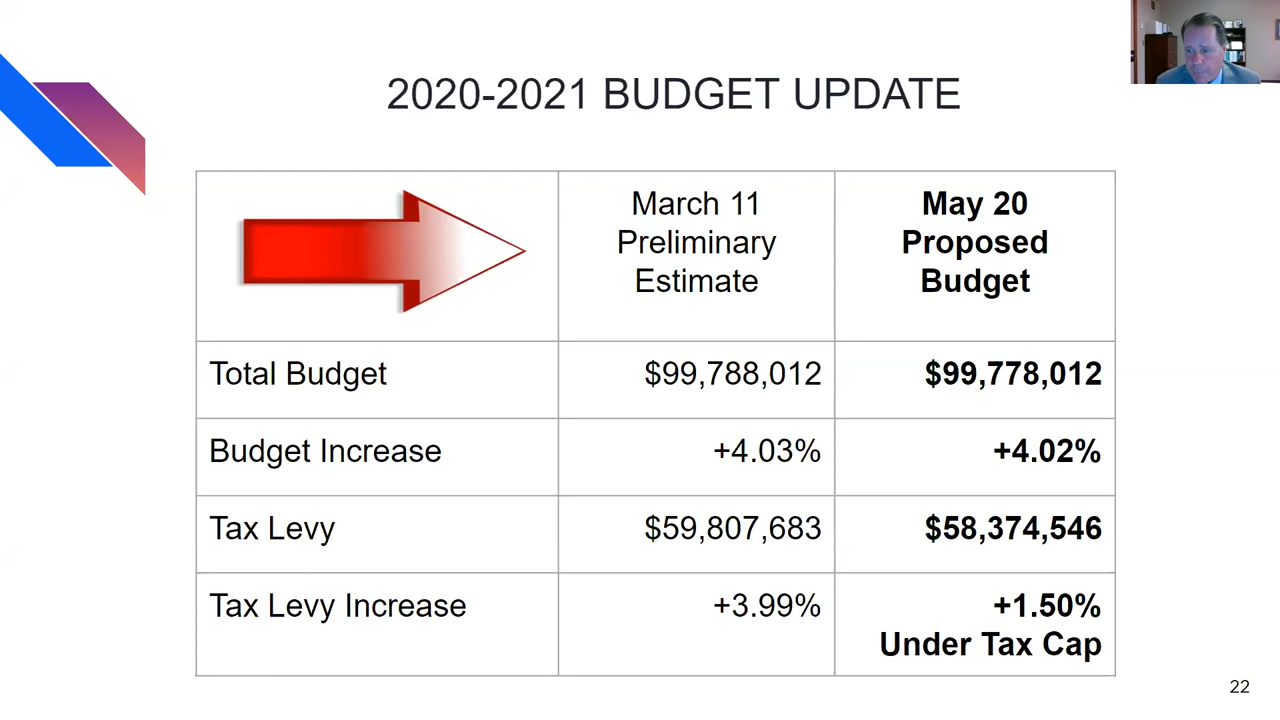 2020-2021 BUDGET UPDATE
March 11
Preliminary
Estimate
May 20
Proposed
Budget
Total Budget
$99,788,012
$99,778,012
Budget Increase
+4.03%
+4.02%
Tax Levy
$59,807,683
$58,374,546
Tax Levy Increase
+3.99%
+1.50%
Under Tax Cap
22